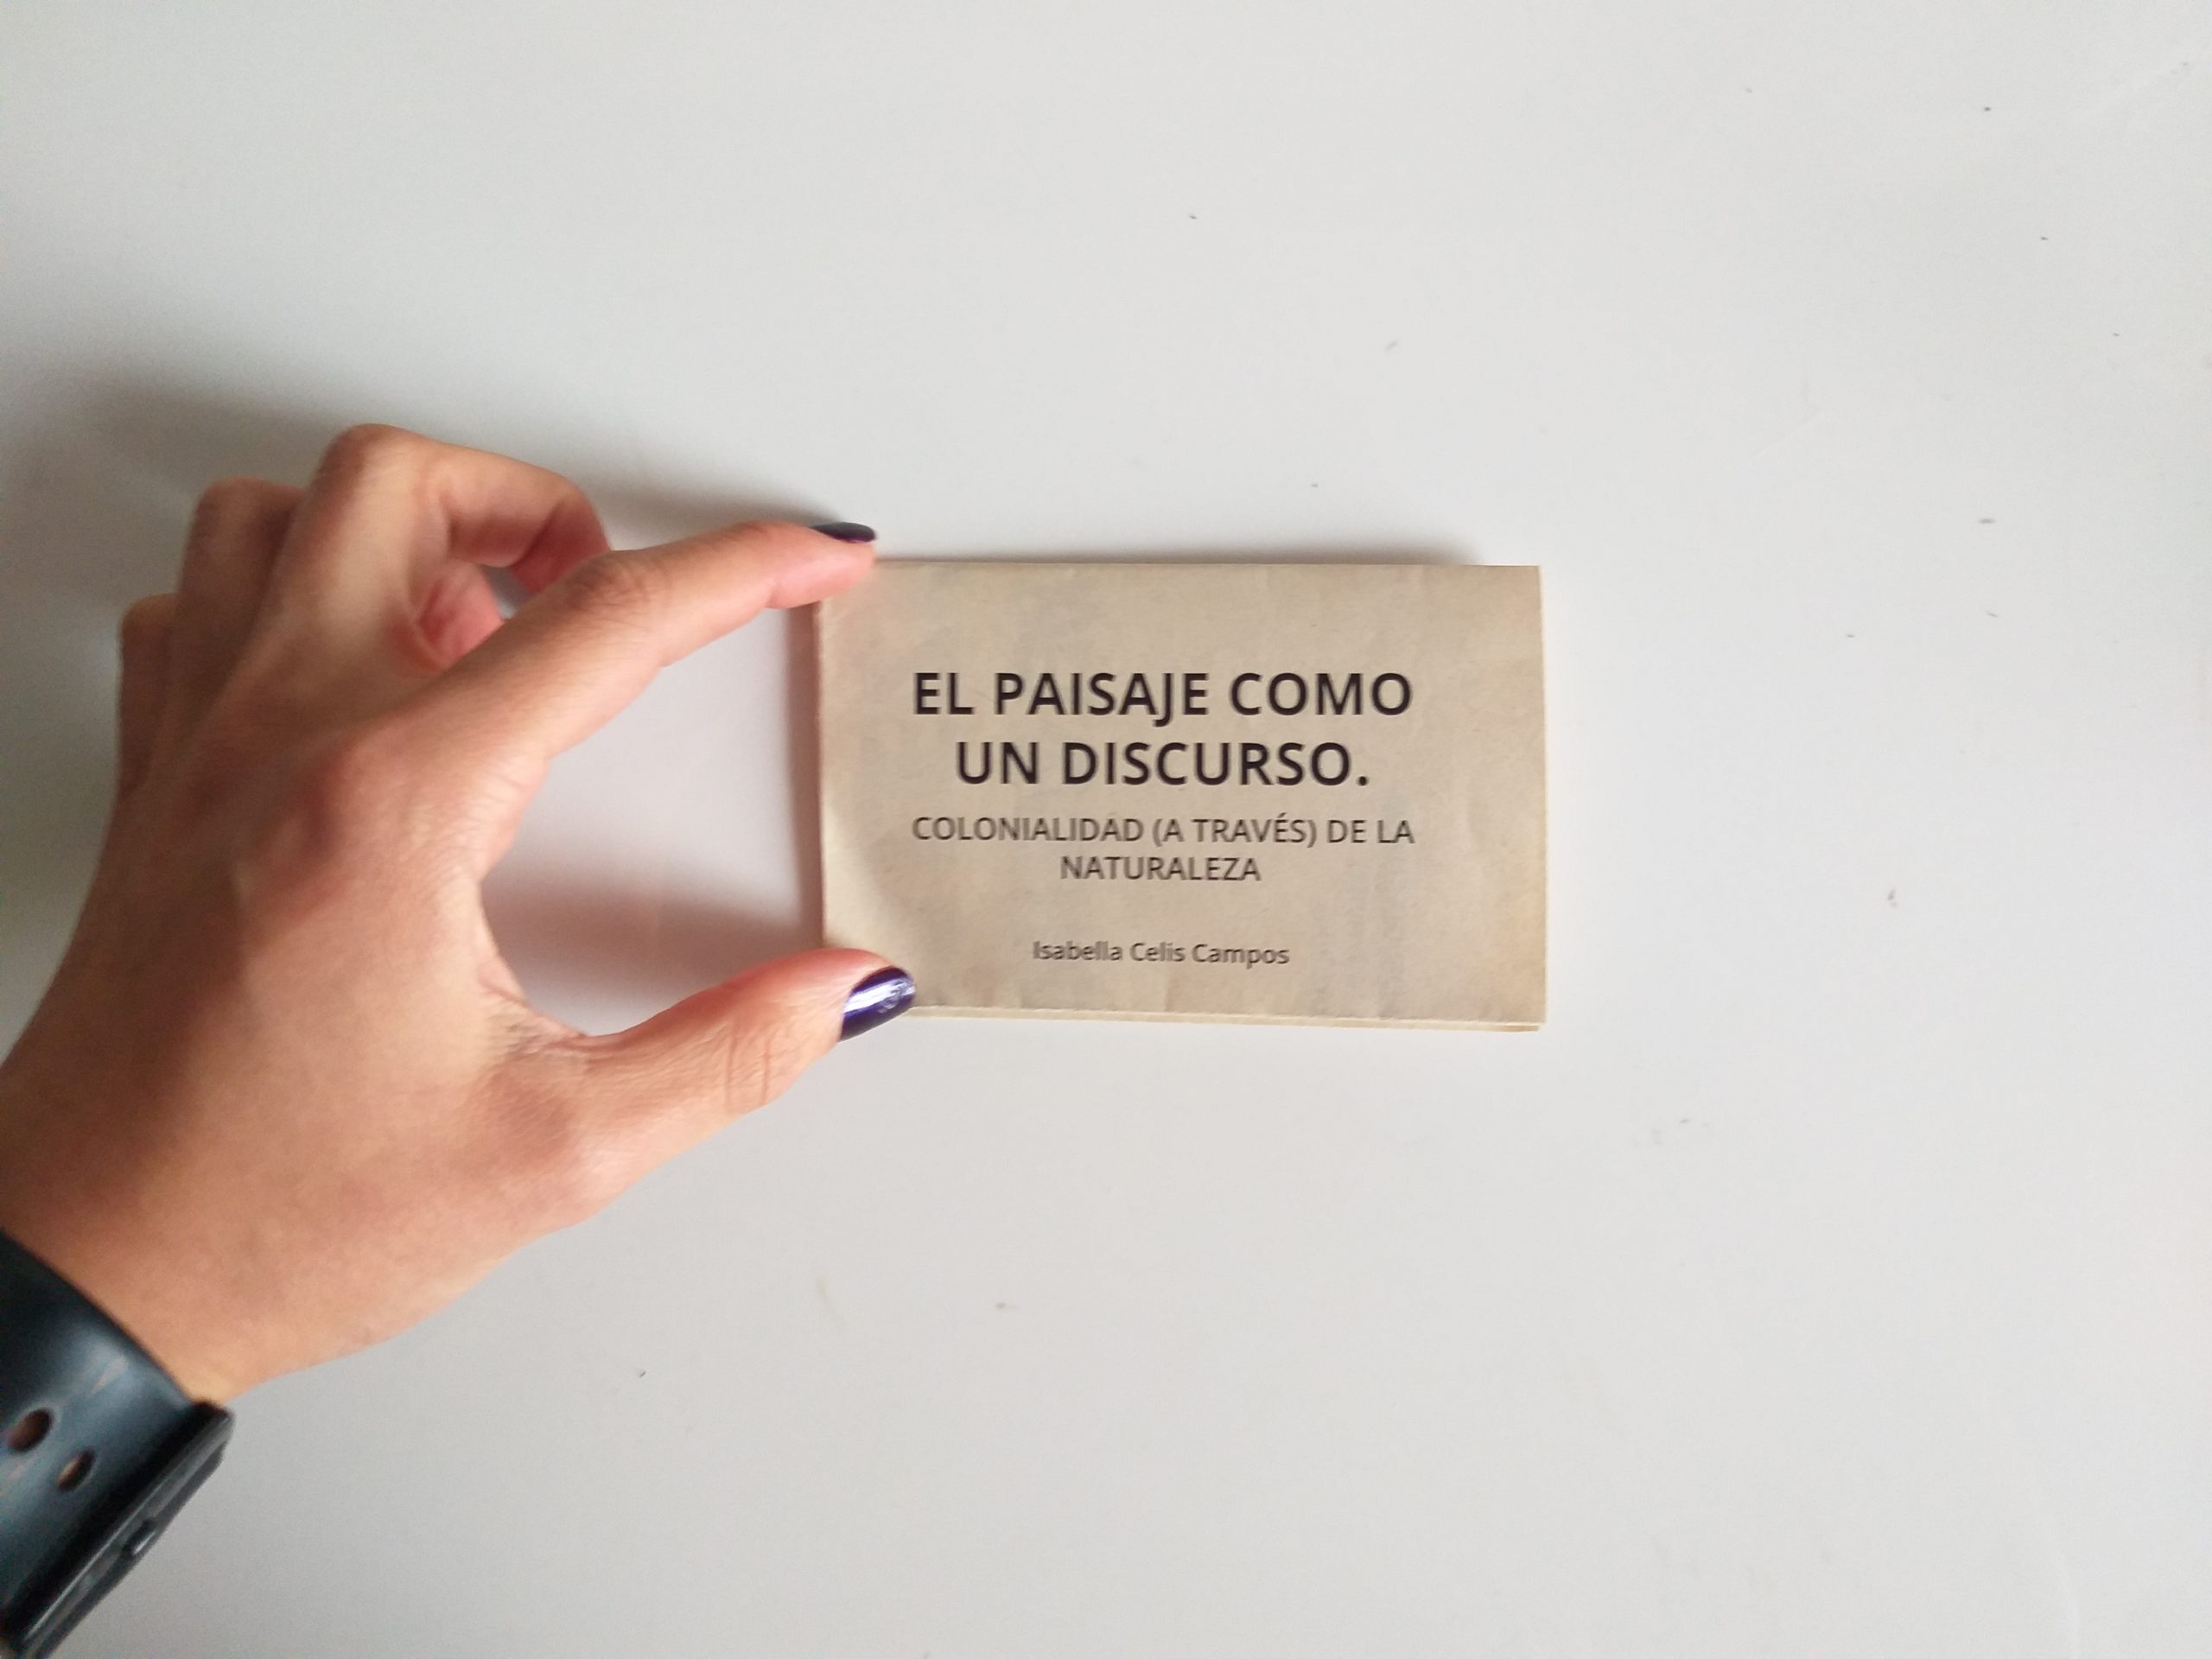 EL PAISAJE COMO
UN DISCURSO.
COLONIALIDAD (A TRAVÉS) DE LA
NATURALEZA
Isabella Celis Campos